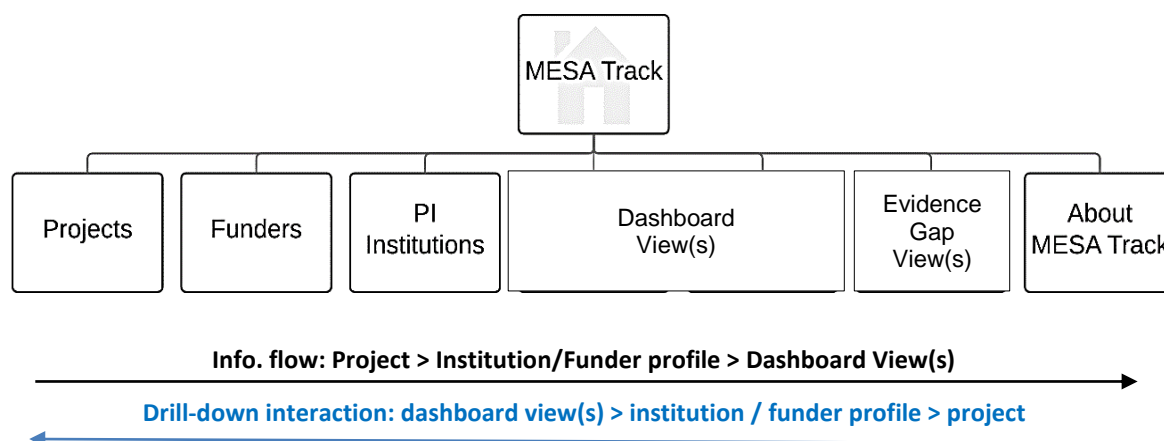 MESA Track
Projects
Funders
PI
Institutions
Dashboard
View(s)
Evidence
Gap
View(s)
About
MESA Track
Info. flow: Project > Institution/Funder profile > Dashboard View(s)
Drill-down interaction: dashboard view(s) > institution / funder profile > project